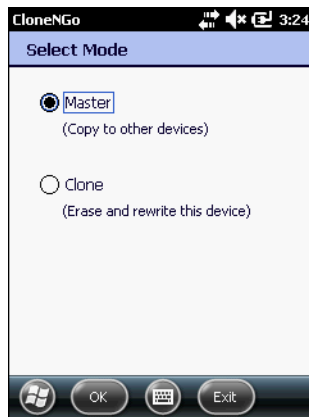 CloneNGo 3:24
Select Mode
Master
(Copy to other devices)
Clone
(Erase and rewrite this device)
OK Exit